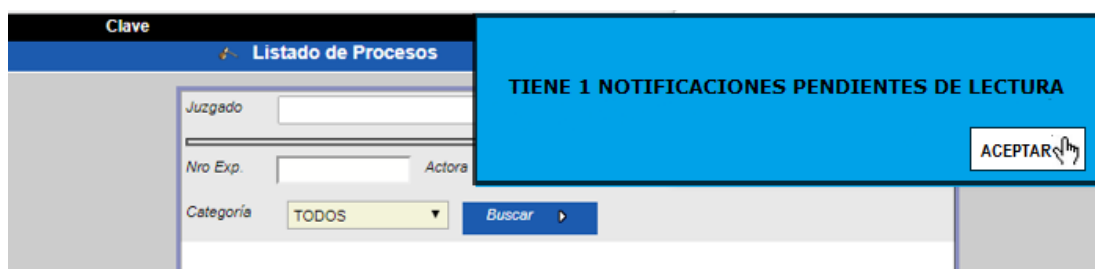 Clave
Listado de Procesos
TIENE 1 NOTIFICACIONES PENDIENTES DE LECTURA
ACEPTAR
Juzgado
Nro Exp.
Actora
Categoría
TODOS
Buscar